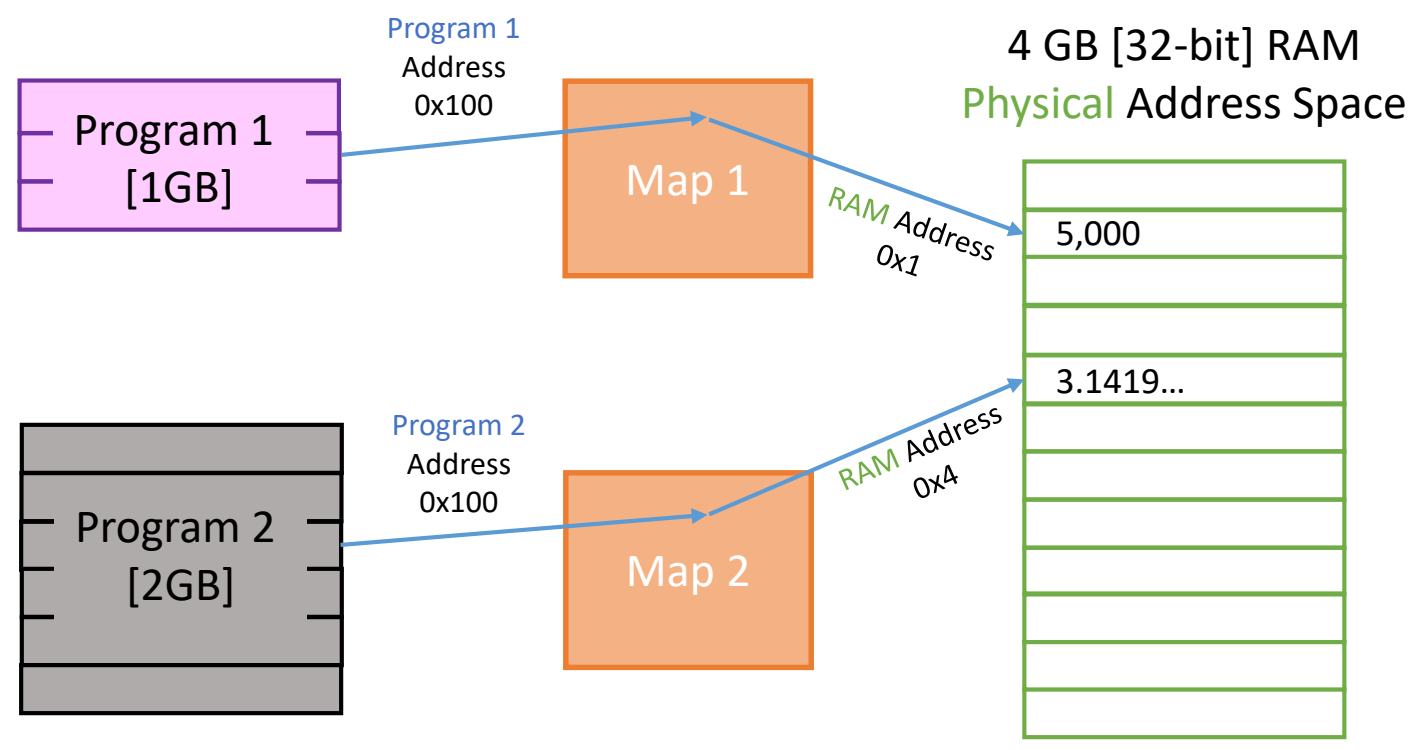 Program 1
[1GB]
Program 1
Address
0x100
Map 1
RAM Address
0x1
4 GB [32-bit] RAM
Physical Address Space
5,000
3.1419...
Program 2
[2GB]
Program 2
Address
0x100
Map 2
RAM Address
0x4